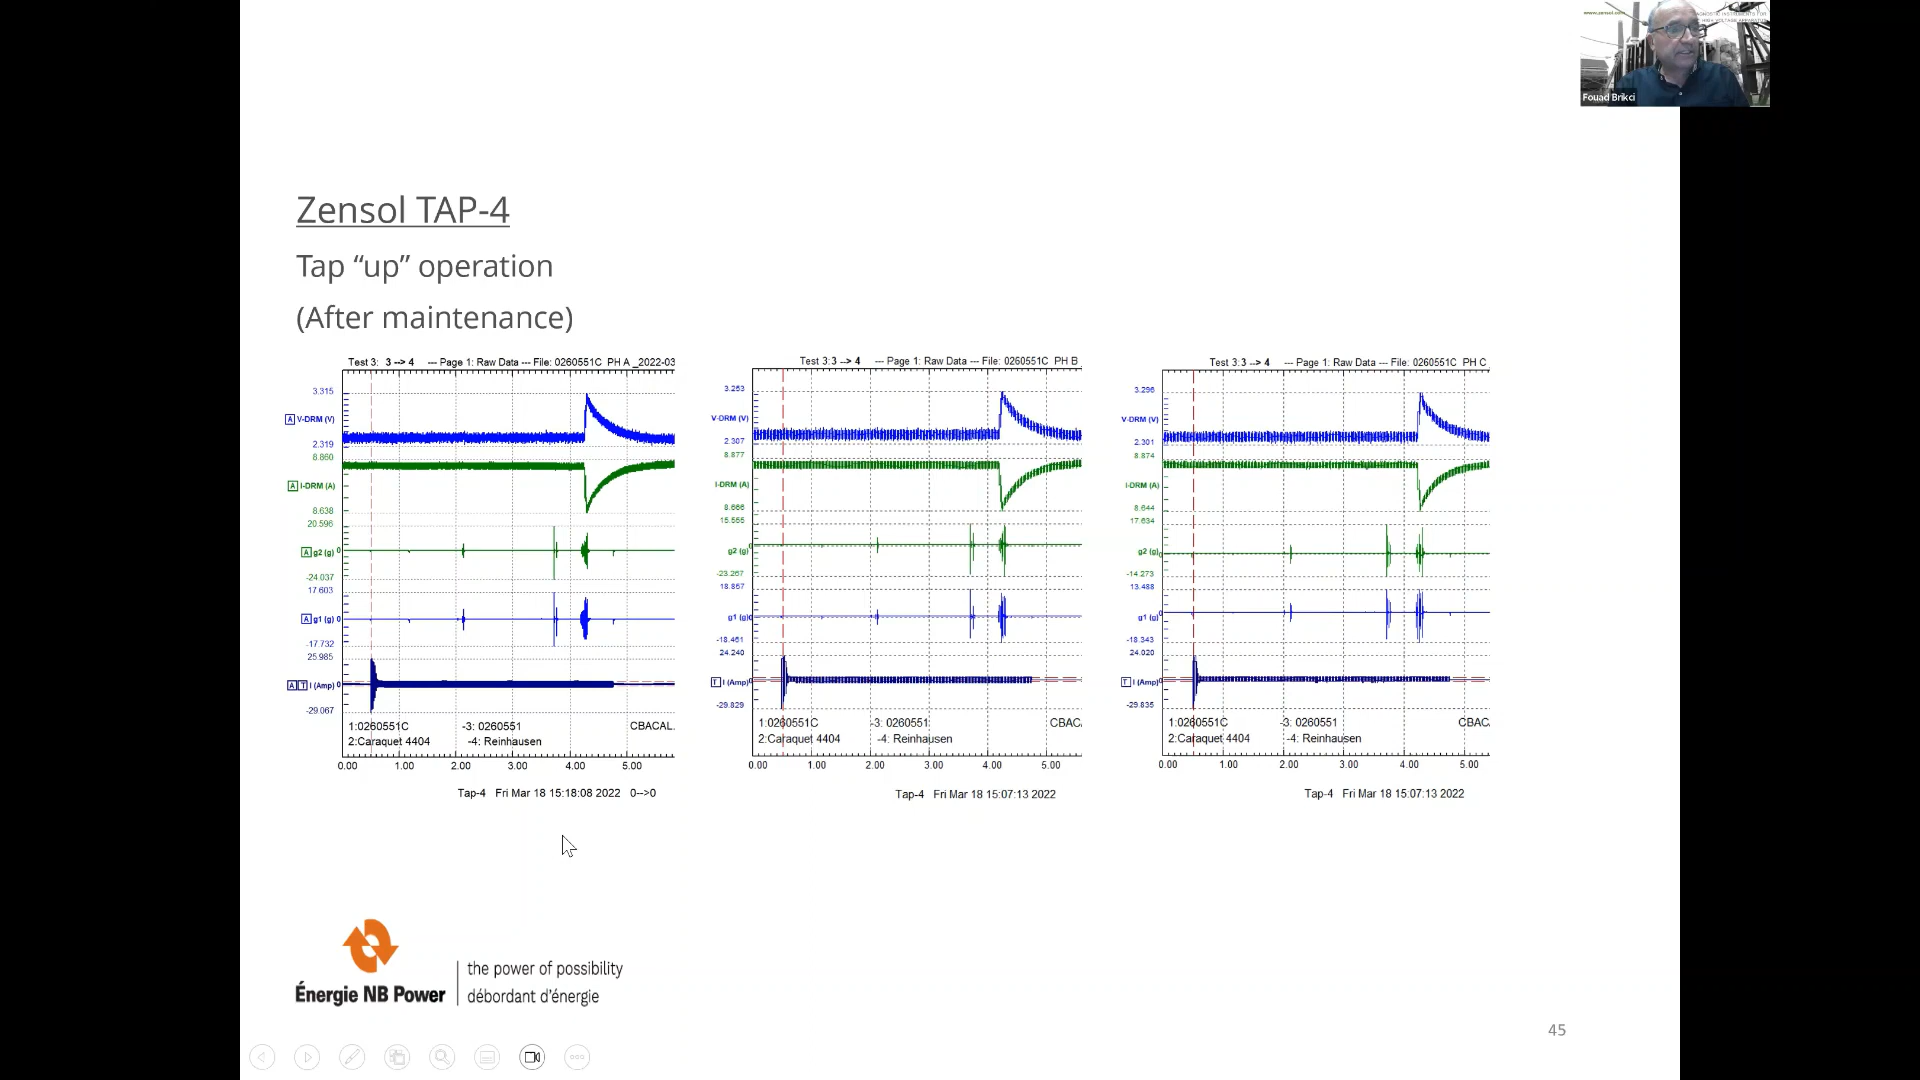 www.zensol.com
Fouad Brikci
Zensol TAP-4
Tap “up” operation
(After maintenance)
Test 3: 3 --> 4 --- Page 1: Raw Data --- File: 0260551C PH A _2022-03
3.315
A V-DRM (V)
2.319
8.860
A I-DRM (A)
8.638
20.596
A g2 (g) 0
-24.037
17.603
A g1 (g) 0
-17.732
25.985
A T I (Amp) 0
-29.067
1:0260551C -3: 0260551 CBACAL.
2:Caraquet 4404 -4: Reinhausen
0.00 1.00 2.00 3.00 4.00 5.00
Tap-4 Fri Mar 18 15:18:08 2022 0-->0
Test 3: 3 --> 4 --- Page 1: Raw Data --- File: 0260551C PH B
3.253
V-DRM (V)
2.307
8.877
I-DRM (A)
8.666
15.555
g2 (g)
-23.267
18.867
g1 (g)
-18.461
24.240
T I (Amp)
-29.829
1:0260551C -3: 0260551
CBAC
2:Caraquet 4404 -4: Reinhausen
0.00 1.00 2.00 3.00 4.00 5.00
Tap-4 Fri Mar 18 15:07:13 2022
Test 3: 3 --> 4 --- Page 1: Raw Data --- File: 0260551C PH C
3.296
V-DRM (V)
2.301
8.874
I-DRM (A)
8.644
17.634
g2 (g)
-14.273
13.488
g1 (g)
-18.343
24.020
T I (Amp)
-29.835
1:0260551C -3: 0260551 CBAC
2:Caraquet 4404 -4: Reinhausen
0.00 1.00 2.00 3.00 4.00 5.00
Tap-4 Fri Mar 18 15:07:13 2022
Énergie NB Power
the power of possibility
débordant d’énergie
45